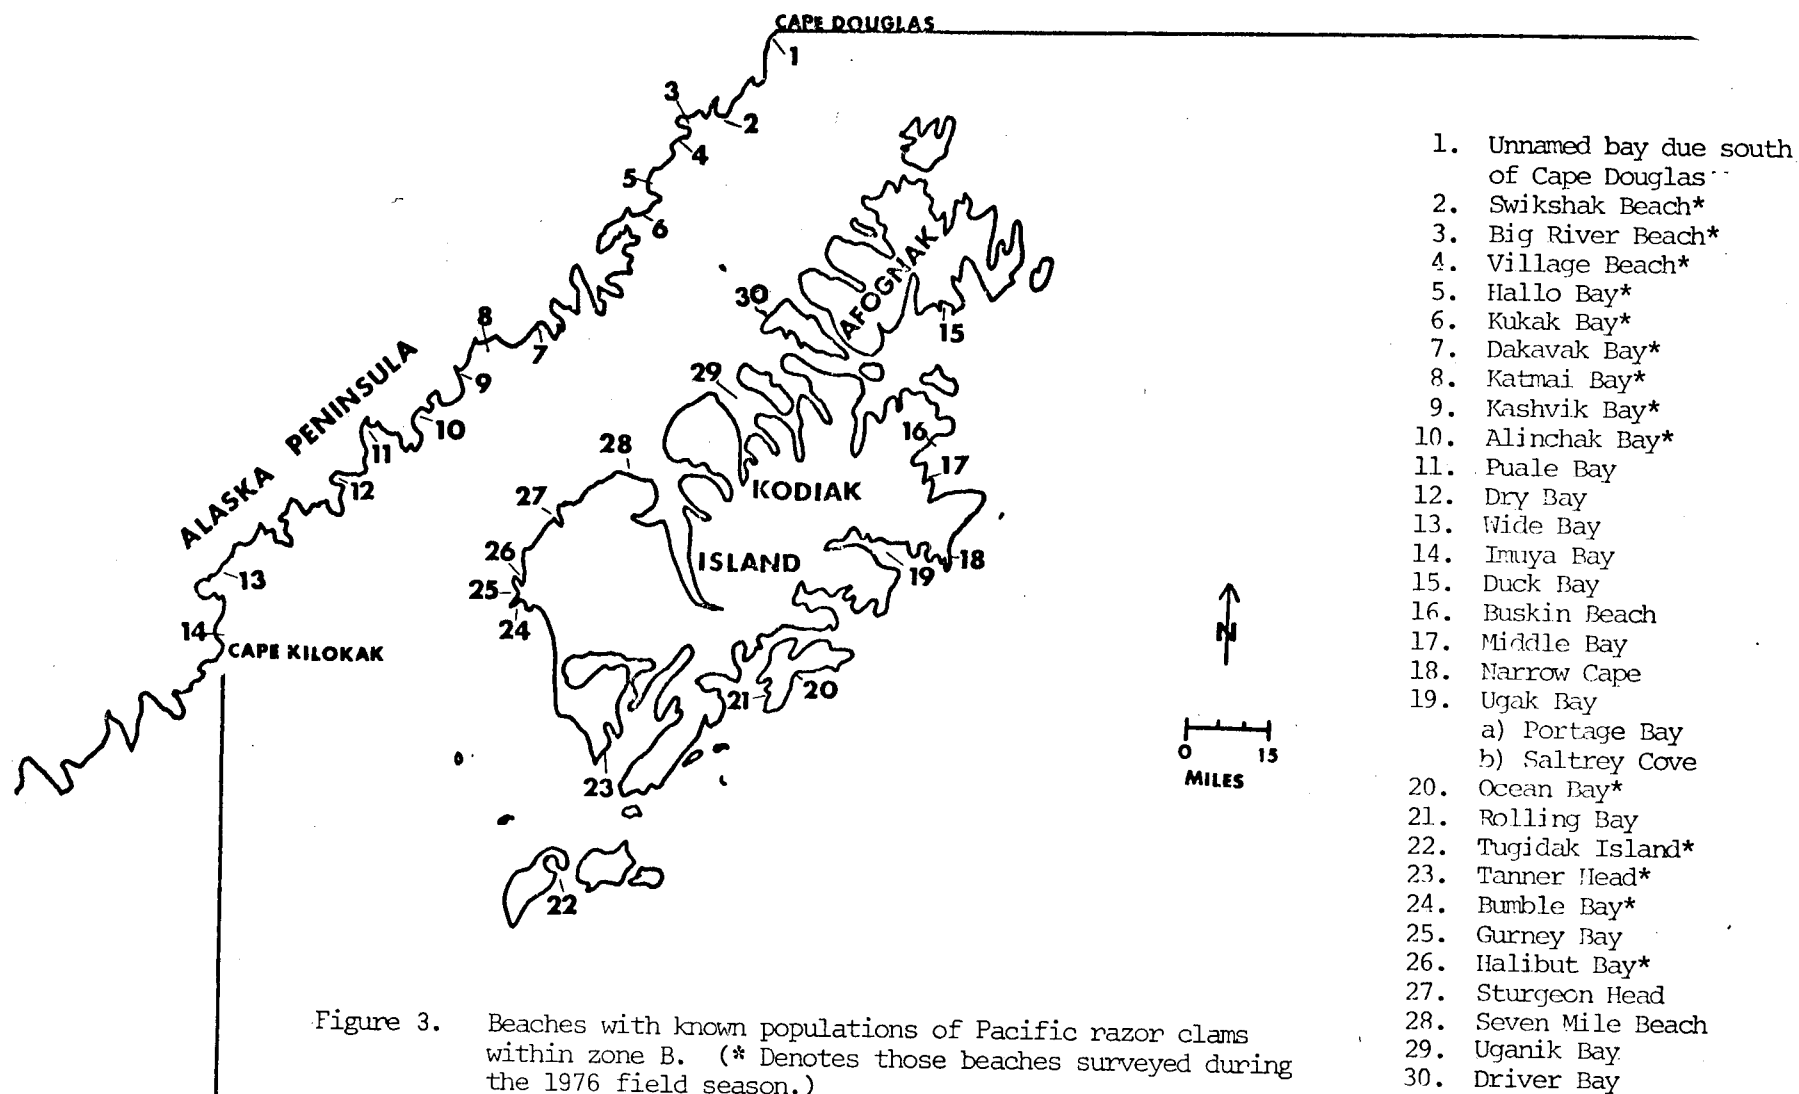 CAPE DOUGLAS
1
3
2
4
5
6
30
AFOGNAK
15
8
7
ALASKA PENINSULA
9
29
10
16
11
28
17
12
KODIAK
27
26
ISLAND
18
19
13
25
24
14
CAPE KILOKAK
21
20
23
22
N
0 15
MILES
1. Unnamed bay due south
of Cape Douglas
2. Swikshak Beach*
3. Big River Beach*
4. Village Beach*
5. Hallo Bay*
6. Kukak Bay*
7. Dakavak Bay*
8. Katmai Bay*
9. Kashvik Bay*
10. Alinchak Bay*
11. Puale Bay
12. Dry Bay
13. Wide Bay
14. Imuya Bay
15. Duck Bay
16. Buskin Beach
17. Middle Bay
18. Narrow Cape
19. Ugak Bay
a) Portage Bay
b) Saltrey Cove
20. Ocean Bay*
21. Rolling Bay
22. Tugidak Island*
23. Tanner Head*
24. Bumble Bay*
25. Gurney Bay
26. Halibut Bay*
27. Sturgeon Head
28. Seven Mile Beach
29. Uganik Bay
30. Driver Bay
Figure 3. Beaches with known populations of Pacific razor clams
within zone B. (* Denotes those beaches surveyed during
the 1976 field season.)